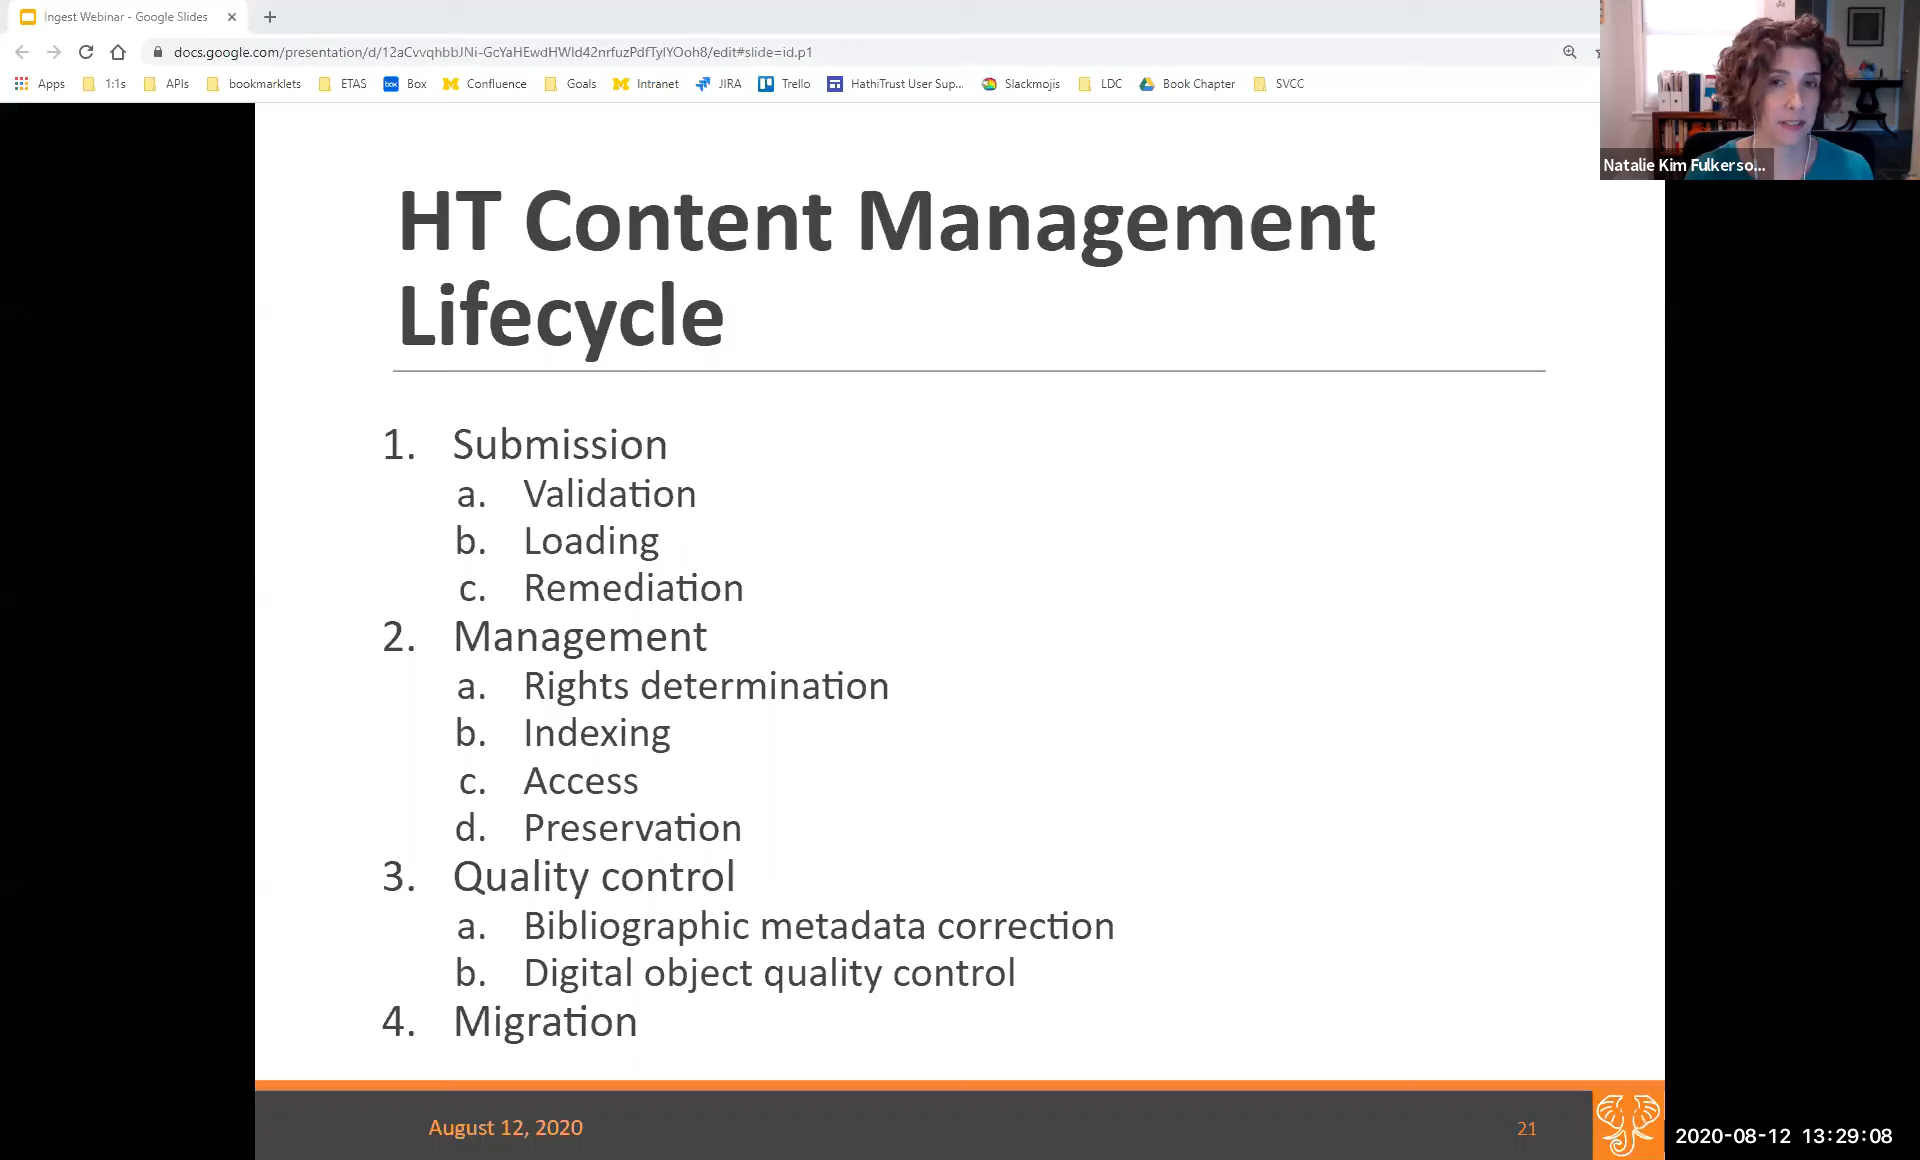 Ingest Webinar - Google Slides
docs.google.com/presentation/d/12aCvvqhbbJNi-GcYaHEwdHWld42nrfuzPdfTylYOoh8/edit#slide=id.p1
Apps 1:1s APIs bookmarklets ETAS Box Confluence Goals Intranet JIRA Trello HathiTrust User Sup... Slackmojis LDC Book Chapter SVCC
Natalie Kim Fulkerso...
HT Content Management
Lifecycle
1. Submission
a. Validation
b. Loading
c. Remediation
2. Management
a. Rights determination
b. Indexing
c. Access
d. Preservation
3. Quality control
a. Bibliographic metadata correction
b. Digital object quality control
4. Migration
August 12, 2020
21
2020-08-12 13:29:08